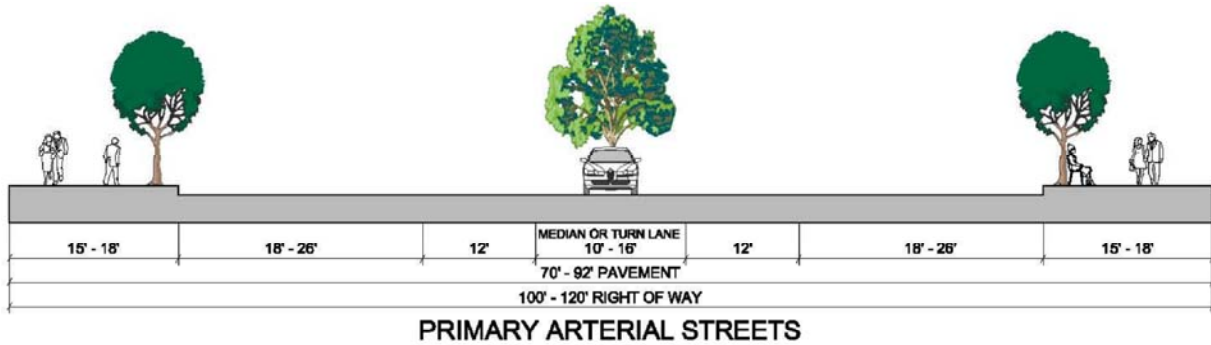 MEDIAN OR TURN LANE
15' - 18' 18' - 26' 12' 10' - 16' 12' 18' - 26' 15' - 18'
70' - 92' PAVEMENT
100' - 120' RIGHT OF WAY
PRIMARY ARTERIAL STREETS